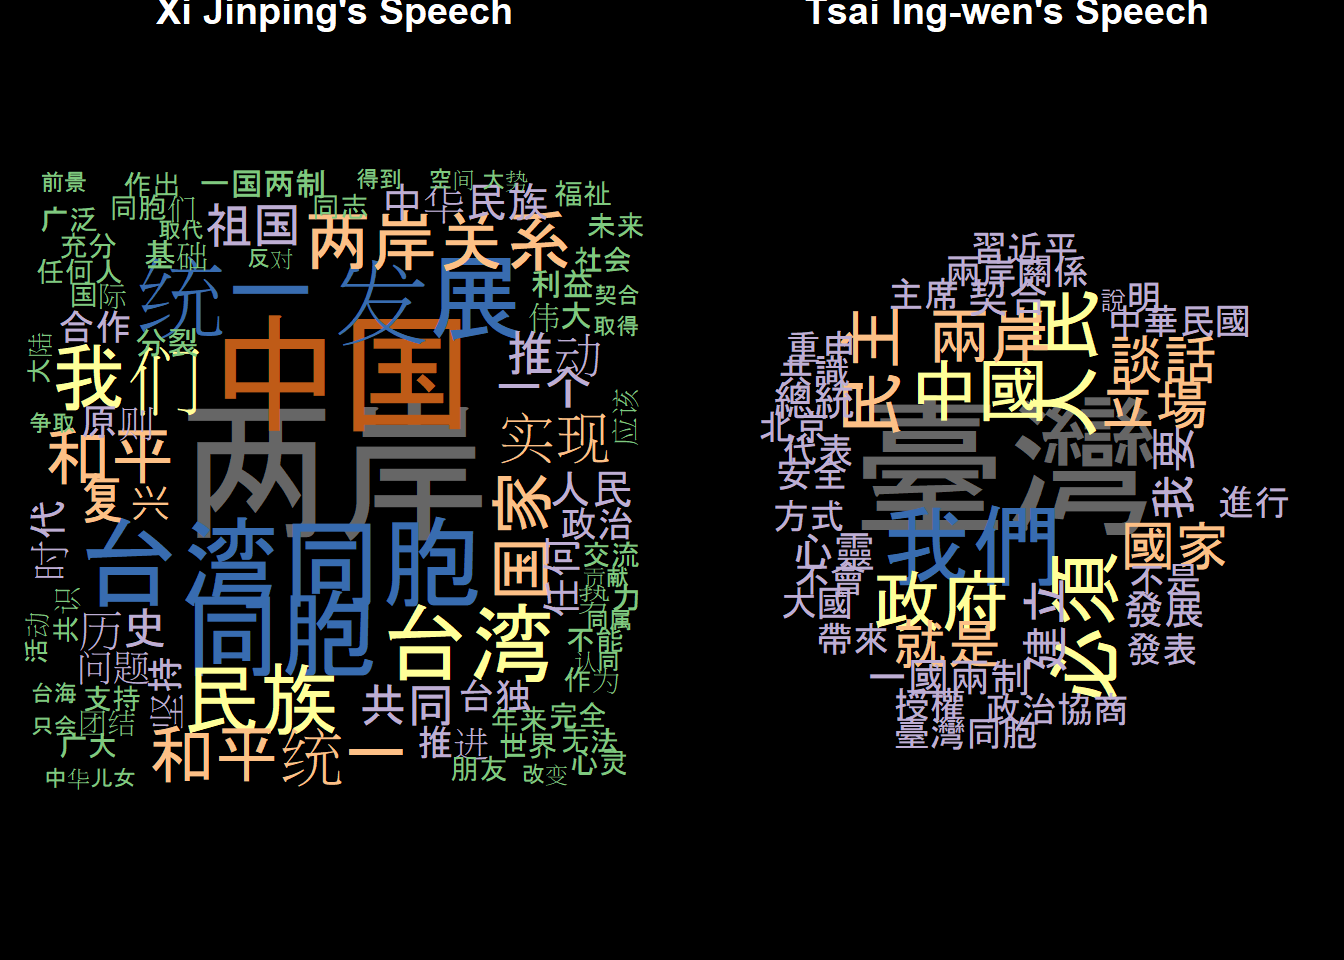 Xi Jinping's Speech
前景
作出
一国两制
得到
空间
大势
广泛
同胞们
祖国
同志
中华民族
福祉
未来
充分
取代
基础
反对
两岸关系
社会
任何人
国际
统一
发展
利益
契合
伟大
取得
合作
分裂
大陆
我们
中国
推动
一个
争取
原则
两岸
实现
应该
和平
复兴
国家
人民
政治
时代
台湾同胞
任何
交流
贡献
势力
同属
活动
共识
历史
同胞
台湾
不能
认同
作为
问题
坚持
民族
共同
台独
台海
支持
只会
团结
广大
年来
完全
和平统一
推进
世界
无法
心灵
朋友
改变
中华儿女
Tsai Ing-wen's Speech
習近平
兩岸關係
主席
契合
說明
中華民國
人民
民主
兩岸
談話
重申
共識
總統
中國
立場
北京
代表
安全
臺灣
我要
進行
方式
心靈
不會
大國
我們
國家
不是
發展
政府
建立
必須
帶來
就是
發表
一國兩制
授權
政治協商
臺灣同胞